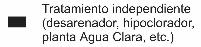 Tratamiento independiente
(desarenador, hipoclorador,
planta Agua Clara, etc.)